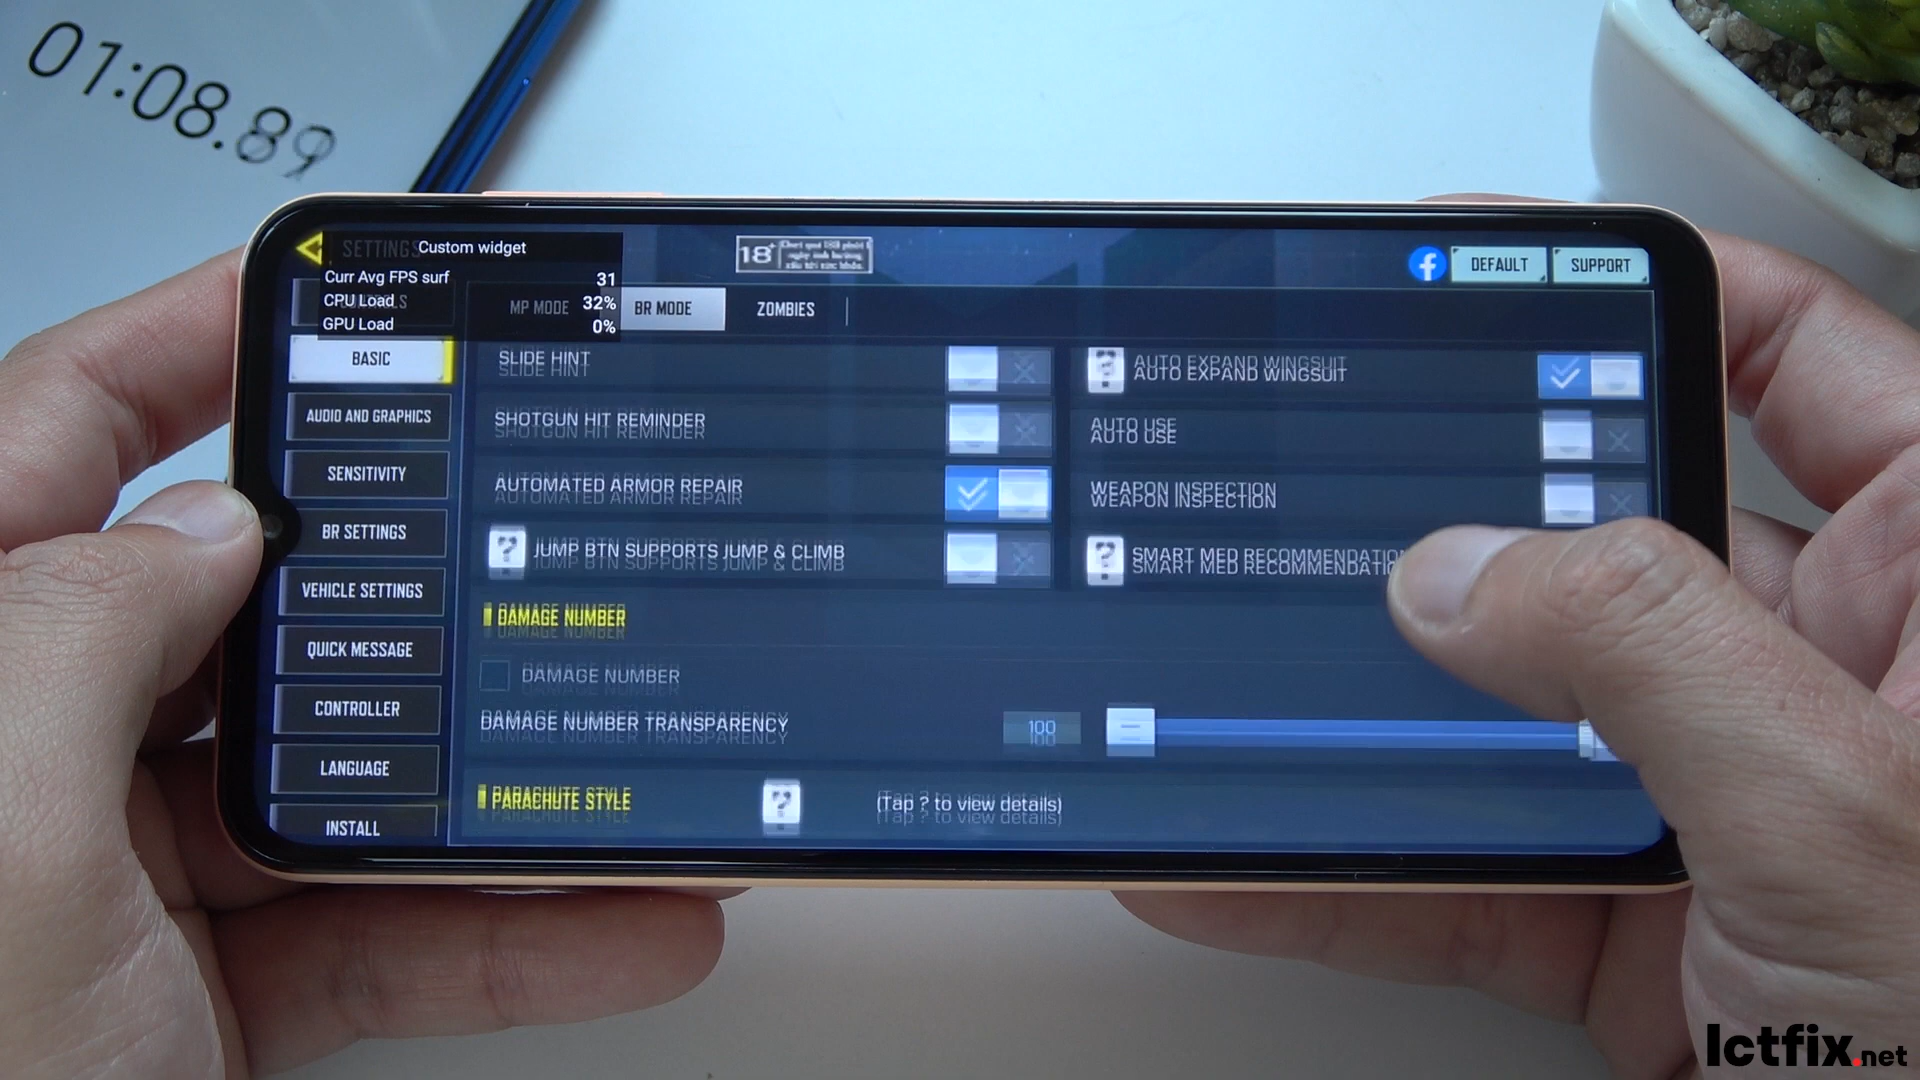 01:08.89
SETTINGS
Custom widget
Curr Avg FPS surf 31
CPU Load 32%
GPU Load 0%
18+
DEFAULT
SUPPORT
MP MODE
BR MODE
ZOMBIES
BASIC
AUDIO AND GRAPHICS
SENSITIVITY
BR SETTINGS
VEHICLE SETTINGS
QUICK MESSAGE
CONTROLLER
LANGUAGE
INSTALL
SLIDE HINT
AUTO EXPAND WINGSUIT
SHOTGUN HIT REMINDER
AUTO USE
AUTOMATED ARMOR REPAIR
WEAPON INSPECTION
JUMP BTN SUPPORTS JUMP & CLIMB
SMART MED RECOMMENDATION
DAMAGE NUMBER
DAMAGE NUMBER
DAMAGE NUMBER TRANSPARENCY 100
PARACHUTE STYLE ? (Tap ? to view details)
Ictfix.net